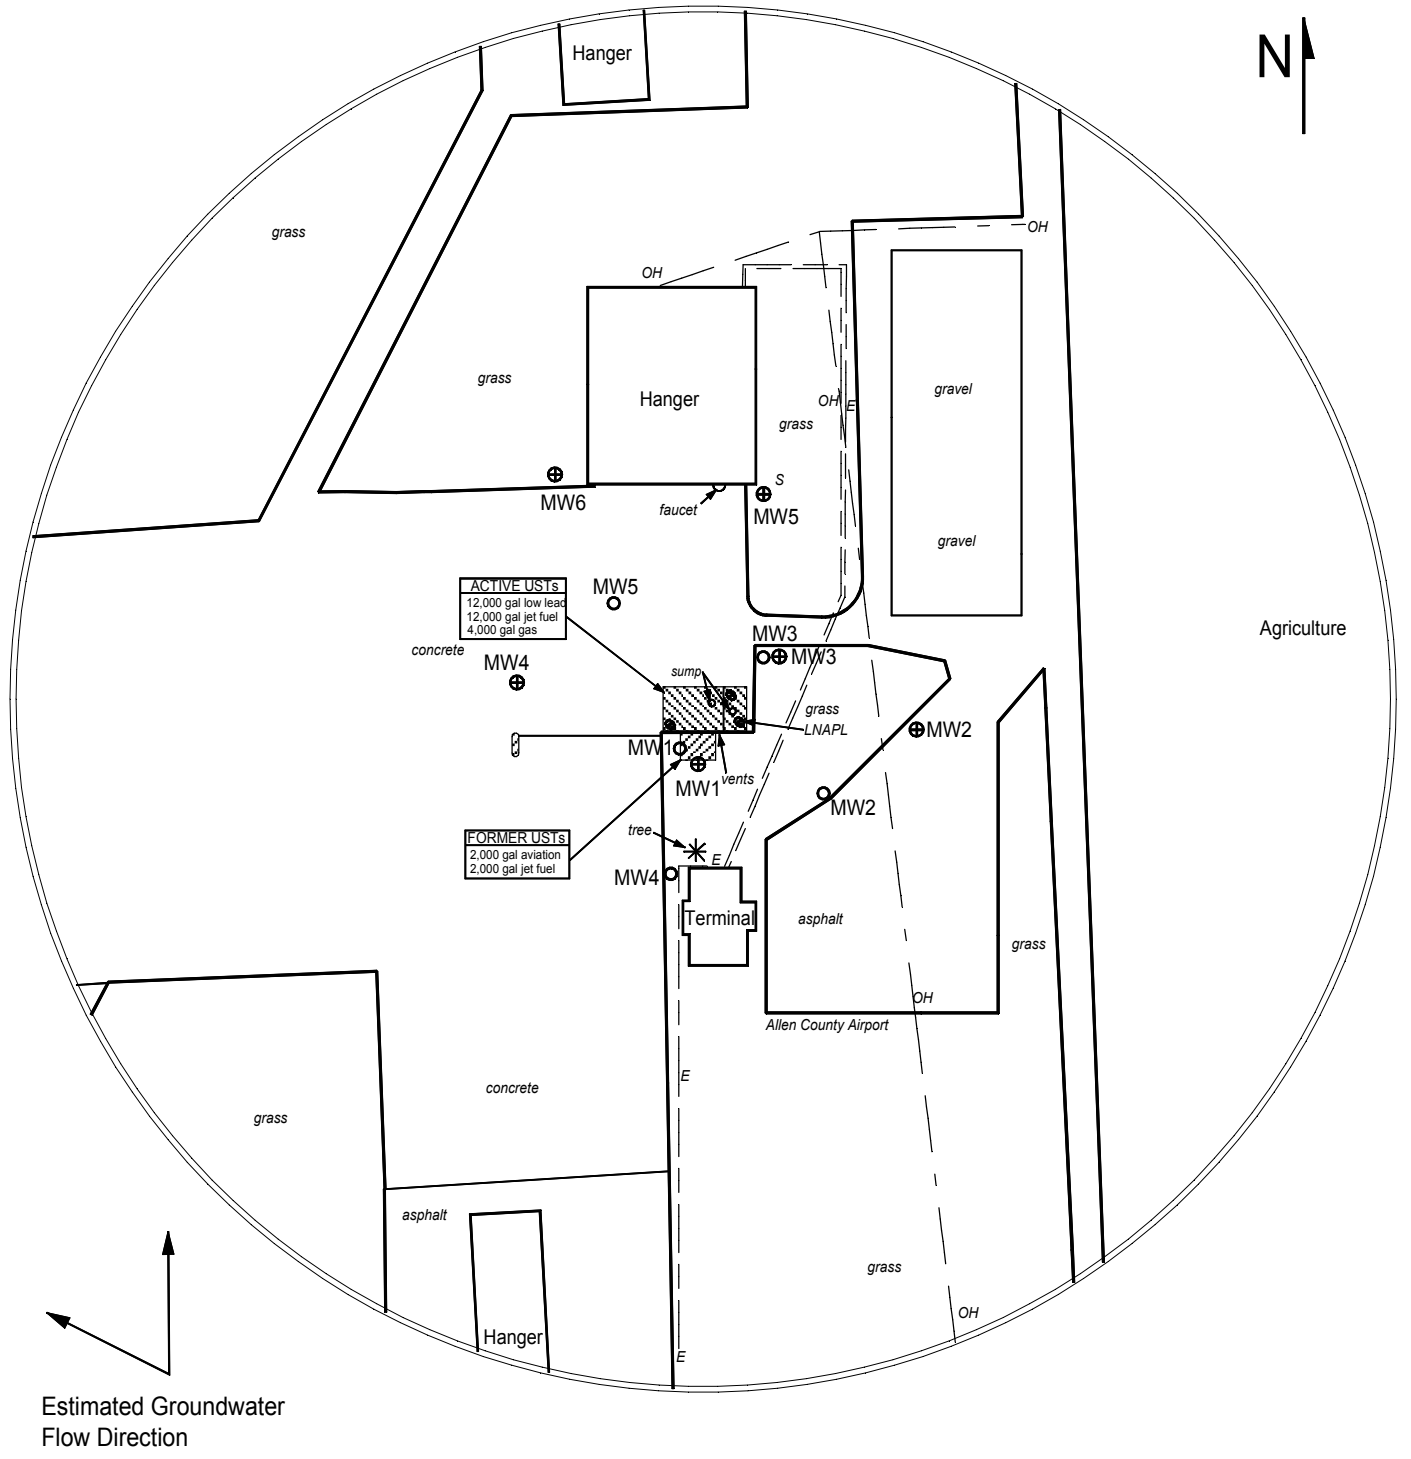 Hanger
N
grass
OH
OH
grass
Hanger
gravel
OH
E
grass
S
MW6
faucet
MW5
gravel
ACTIVE USTs
12,000 gal low lead
12,000 gal jet fuel
4,000 gal gas
MW5
Agriculture
MW3
concrete
MW4
MW3
sump
grass
LNAPL
MW2
MW1
vents
MW1
MW2
FORMER USTs
2,000 gal aviation
2,000 gal jet fuel
tree
E
MW4
Terminal
asphalt
grass
OH
Allen County Airport
E
concrete
grass
asphalt
grass
OH
Hanger
E
Estimated Groundwater
Flow Direction